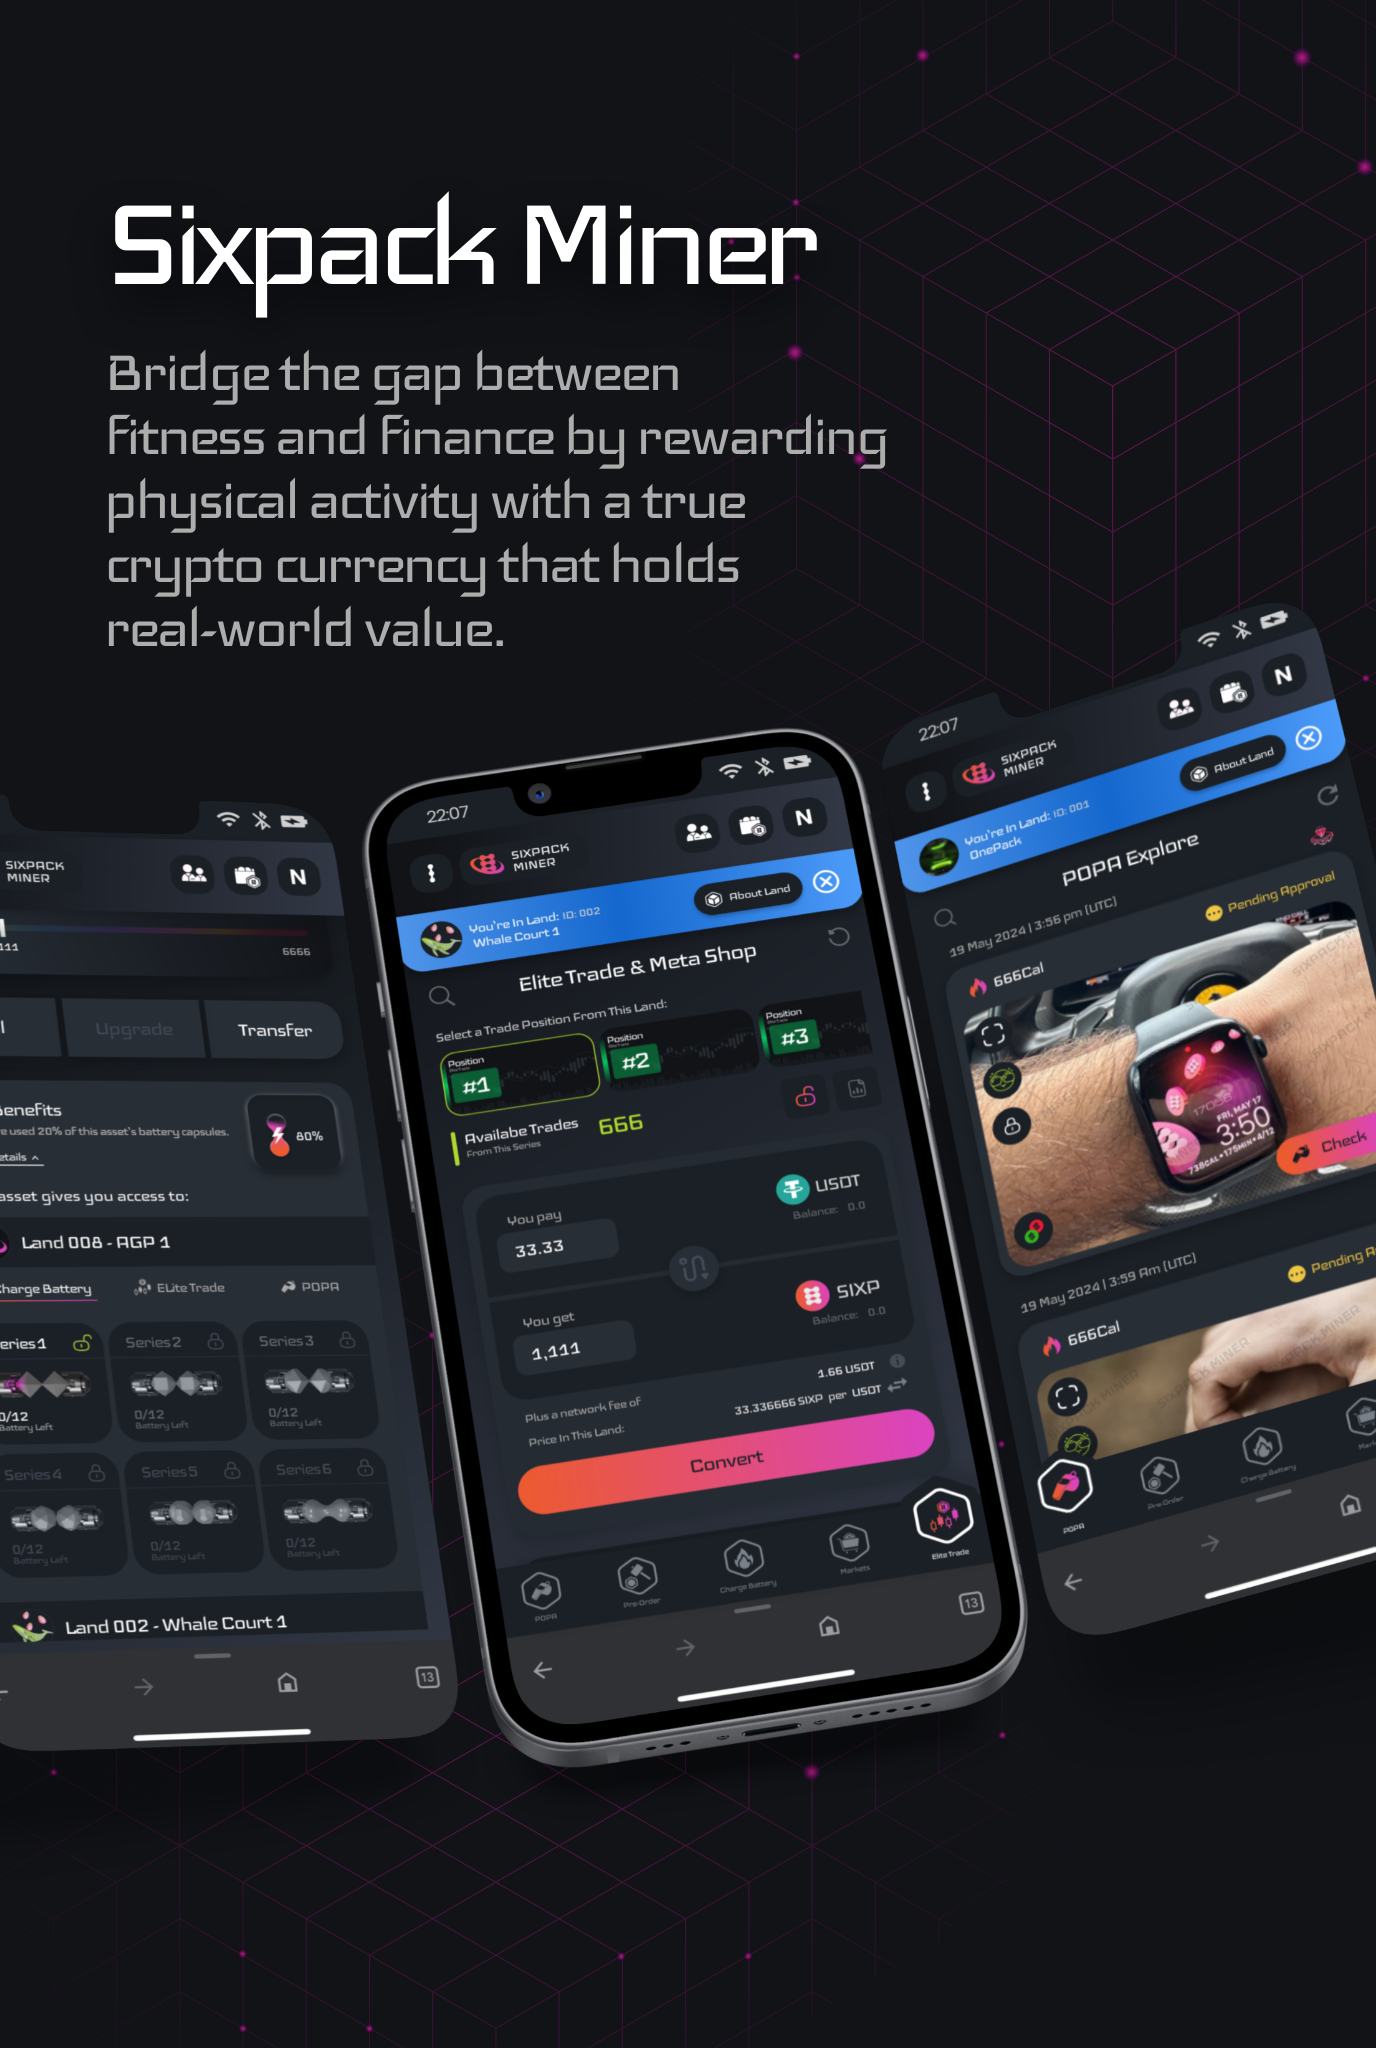 Sixpack Miner
Bridge the gap between
fitness and finance by rewarding
physical activity with a true
crypto currency that holds
real-world value.
SIXPACK
MINER
N
111
6666
Upgrade
Transfer
Benefits
e used 20% of this asset's battery capsules.
80%
etails
asset gives you access to:
Land 008 - AGP 1
Charge Battery
ELite Trade
POPA
eries 1
Series 2
Series 3
0/12
Battery Left
0/12
Battery Left
0/12
Battery Left
Series 4
Series 5
Series 6
0/12
Battery Left
0/12
Battery Left
0/12
Battery Left
Land 002 - Whale Court 1
13
22:07
SIXPACK
MINER
N
You're In Land: ID: 002
Whale Court 1
About Land
Elite Trade & Meta Shop
Select a Trade Position From This Land:
Position
#1
Position
#2
Position
#3
Availabe Trades
From This Series
666
You pay
33.33
USDT
Balance: 0.0
You get
1,111
SIXP
Balance: 0.0
Plus a network fee of
1.66 USDT
Price In This Land:
33.336666 SIXP per USDT
Convert
POPA
Pre-Order
Charge Battery
Markets
Elite Trade
13
22:07
SIXPACK
MINER
N
You're In Land: ID: 001
OnePack
About Land
POPA Explore
19 May 2024 | 3:56 pm (UTC)
Pending Approval
666Cal
FRI, MAY 17
3:50
738CAL•175MIN•4/12
Check
19 May 2024 | 3:59 Am (UTC)
Pending A
666Cal
SIXPACK MINER
POPA
Pre-Order
Charge Battery
Mark